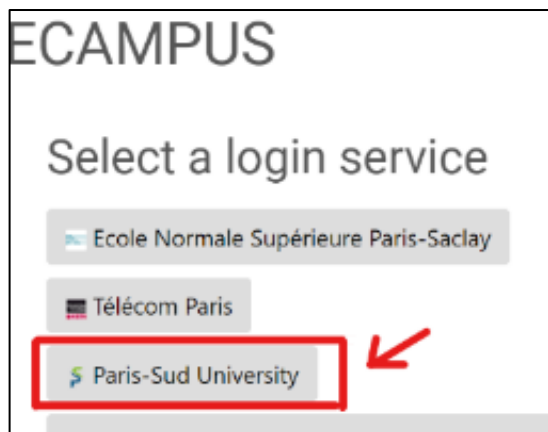 ECAMPUS
Select a login service
Ecole Normale Supérieure Paris-Saclay
Télécom Paris
Paris-Sud University